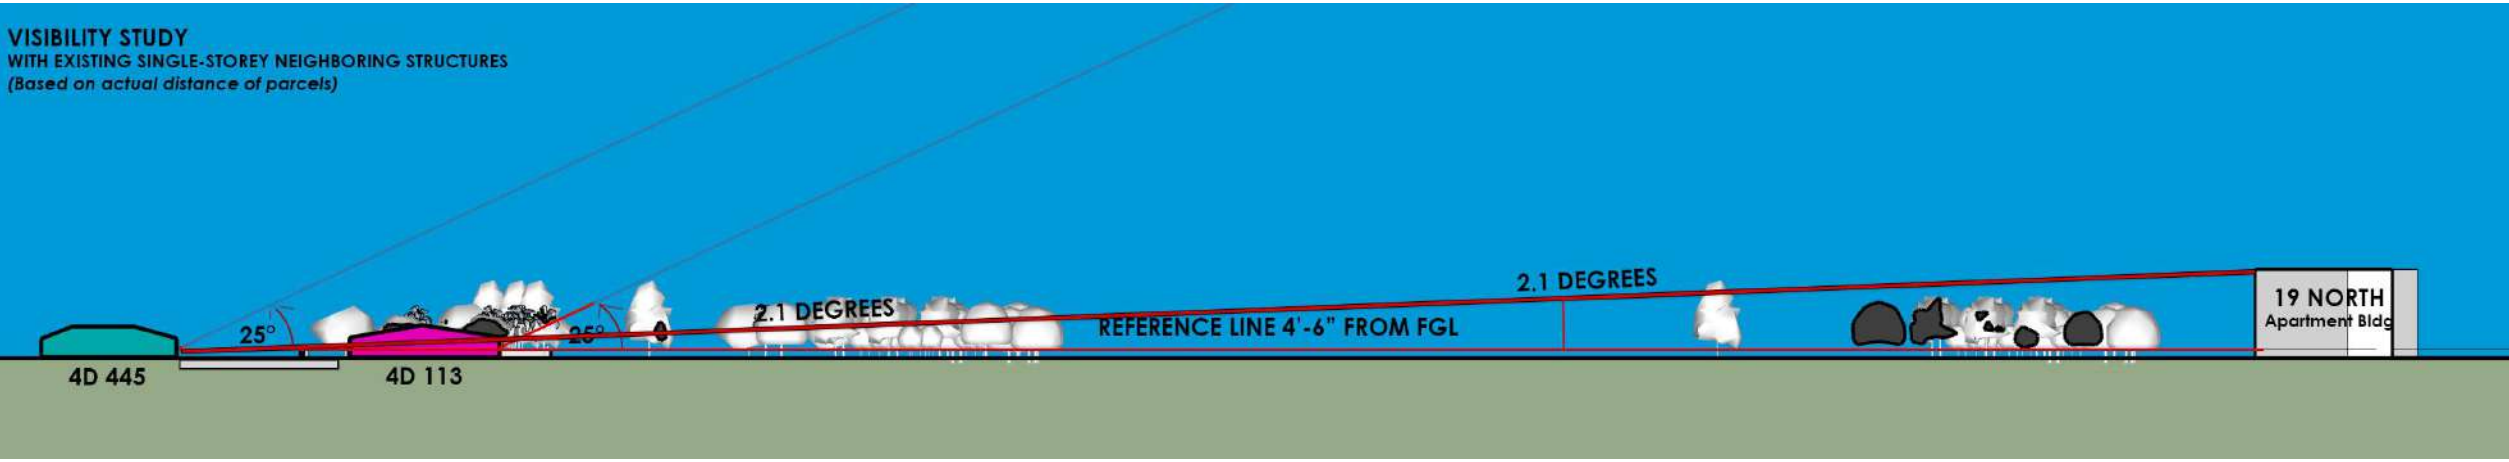 VISIBILITY STUDY
WITH EXISTING SINGLE-STOREY NEIGHBORING STRUCTURES
(Based on actual distance of parcels)
2.1 DEGREES
2.1 DEGREES
25°
25°
REFERENCE LINE 4'-6" FROM FGL
19 NORTH
Apartment Bldg
4D 445
4D 113